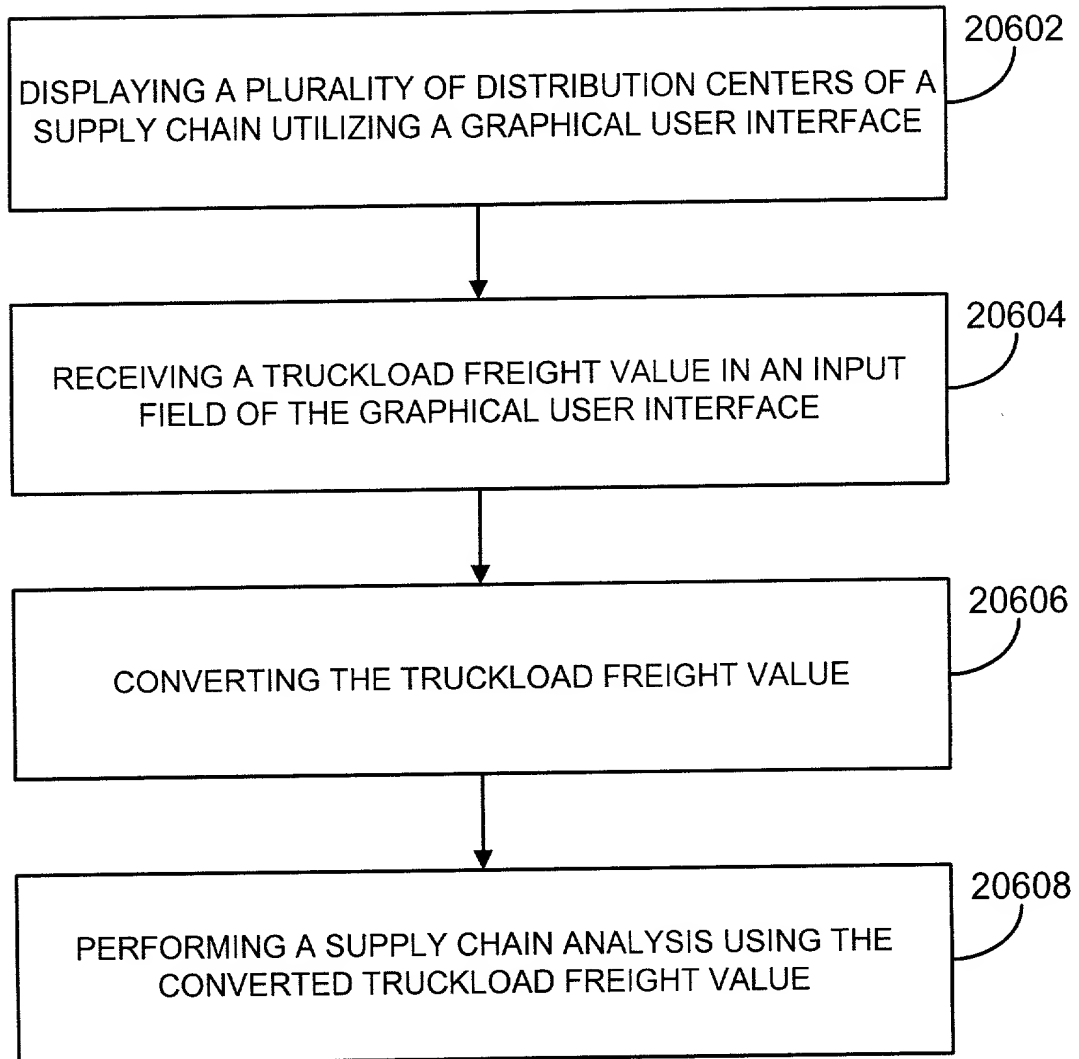 20602
DISPLAYING A PLURALITY OF DISTRIBUTION CENTERS OF A
SUPPLY CHAIN UTILIZING A GRAPHICAL USER INTERFACE
20604
RECEIVING A TRUCKLOAD FREIGHT VALUE IN AN INPUT
FIELD OF THE GRAPHICAL USER INTERFACE
20606
CONVERTING THE TRUCKLOAD FREIGHT VALUE
20608
PERFORMING A SUPPLY CHAIN ANALYSIS USING THE
CONVERTED TRUCKLOAD FREIGHT VALUE